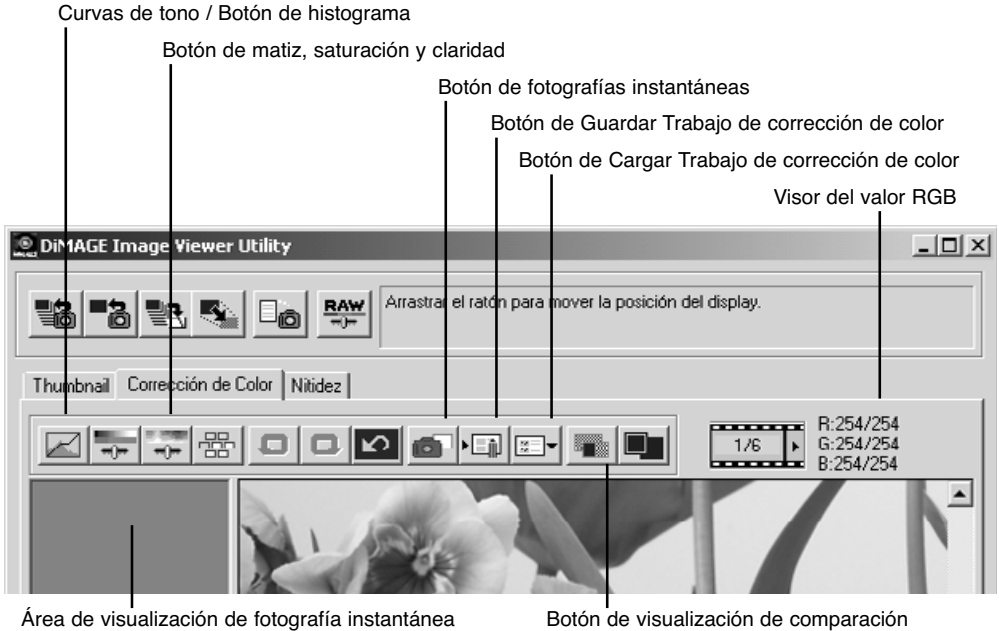 Curvas de tono / Botón de histograma
Botón de matiz, saturación y claridad
Botón de fotografías instantáneas
Botón de Guardar Trabajo de corrección de color
Botón de Cargar Trabajo de corrección de color
Visor del valor RGB
DiMAGE Image Viewer Utility
RAW
Arrastrar el ratón para mover la posición del display.
Thumbnail
Corrección de Color
Nitidez
1/6
R:254/254
G:254/254
B:254/254
Área de visualización de fotografía instantánea
Botón de visualización de comparación